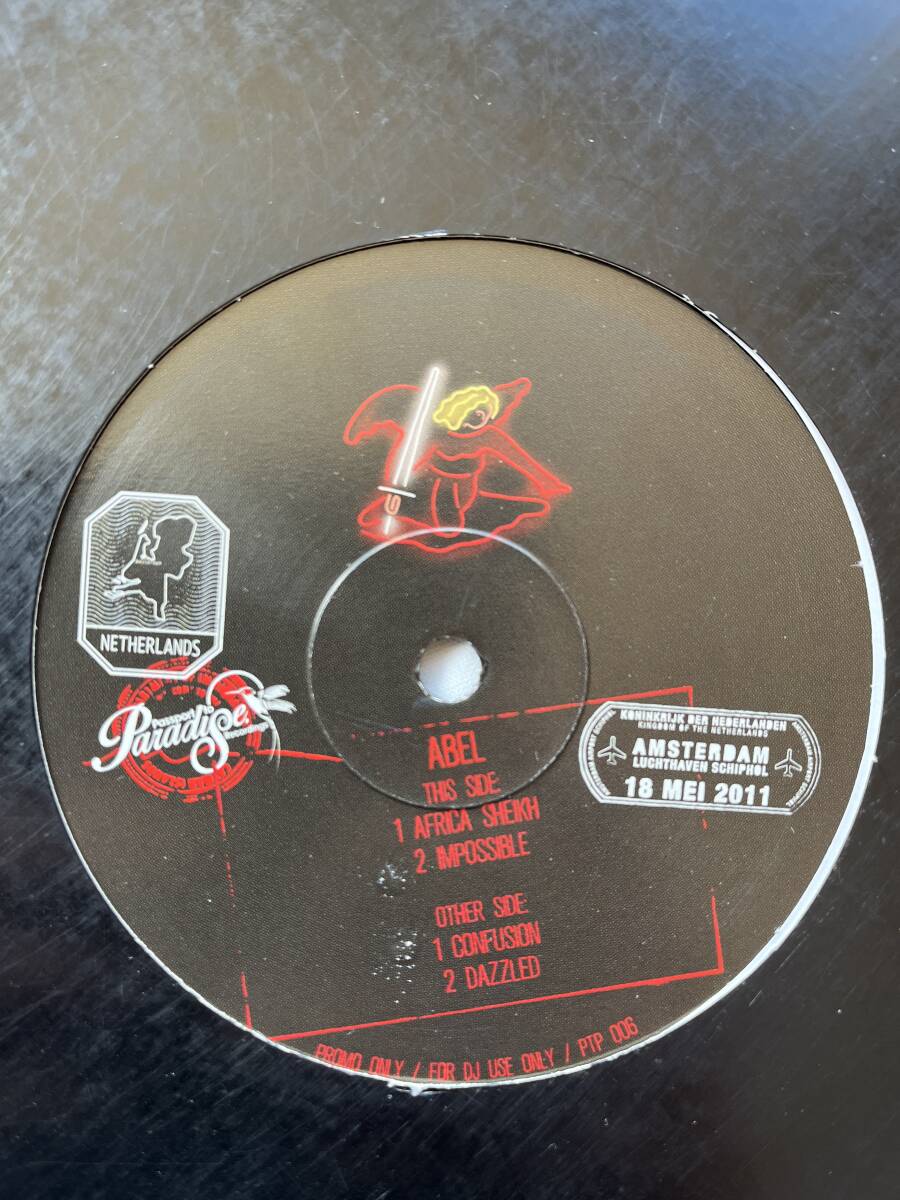 NETHERLANDS
Passport To
Paradise
Recordings
KONINKRIJK DER NEDERLANDEN
KINGDOM OF THE NETHERLANDS
AMSTERDAM
LUCHTHAVEN SCHIPHOL
18 MEI 2011
ABEL
THIS SIDE:
1 AFRICA SHEIKH
2 IMPOSSIBLE
OTHER SIDE:
1 CONFUSION
2 DAZZLED
PROMO ONLY / FOR DJ USE ONLY / PTP 006